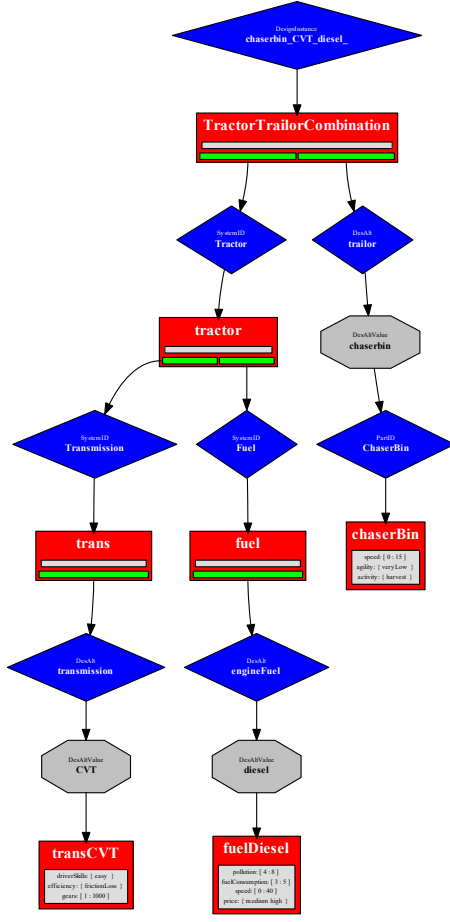 DesignInstance
chaserbin_CVT_diesel_
TractorTrailorCombination
SystemID
Tractor
DesAlt
trailor
tractor
DesAltValue
chaserbin
SystemID
Transmission
SystemID
Fuel
PartID
ChaserBin
trans
fuel
chaserBin
speed: [ 0 : 15 ]
agility: { veryLow }
activity: { harvest }
DesAlt
transmission
DesAlt
engineFuel
DesAltValue
CVT
DesAltValue
diesel
transCVT
driverSkills: { easy }
efficiency: { frictionLoss }
gears: [ 1 : 1000 ]
fuelDiesel
pollution: [ 4 : 8 ]
fuelConsumption: [ 3 : 5 ]
speed: [ 0 : 40 ]
price: { medium high }